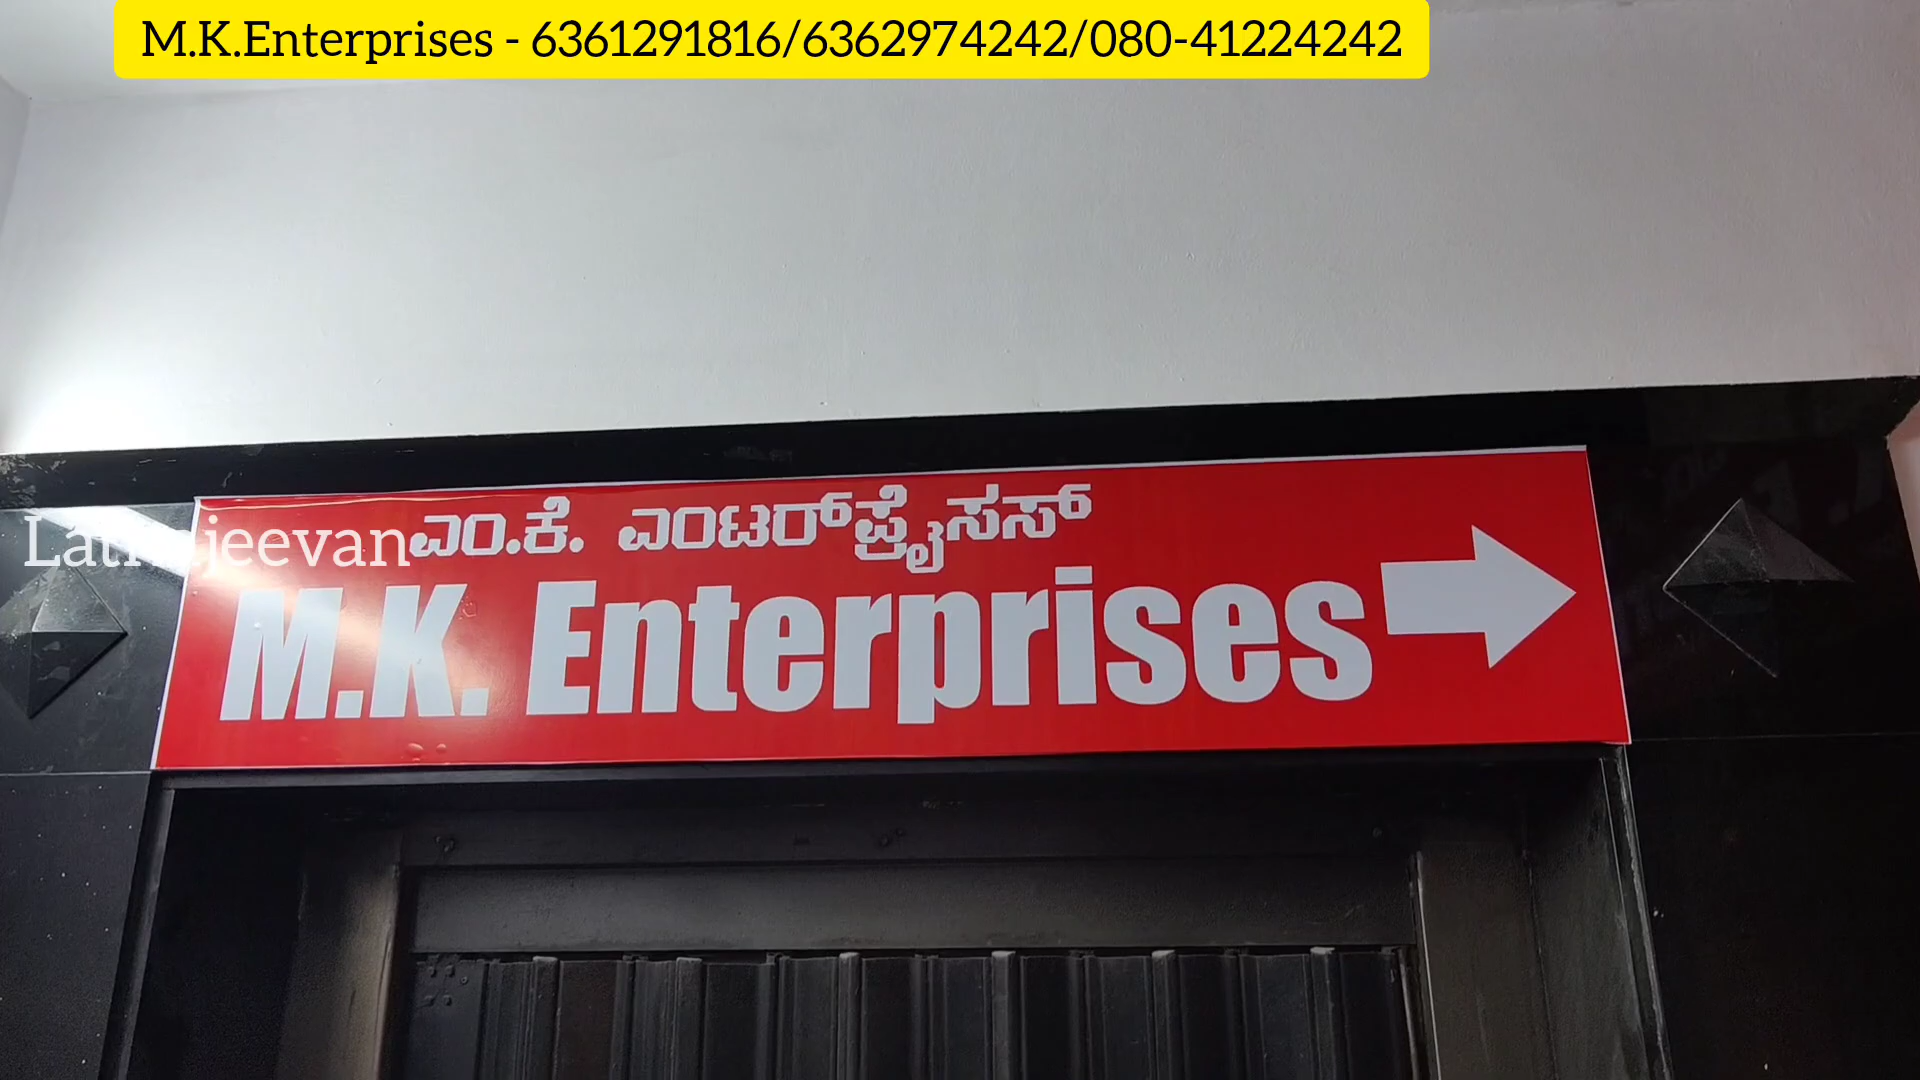 M.K.Enterprises - 6361291816/6362974242/080-41224242
ಎಂ.ಕೆ. ಎಂಟರ್‌ಪ್ರೈಸಸ್
M.K. Enterprises